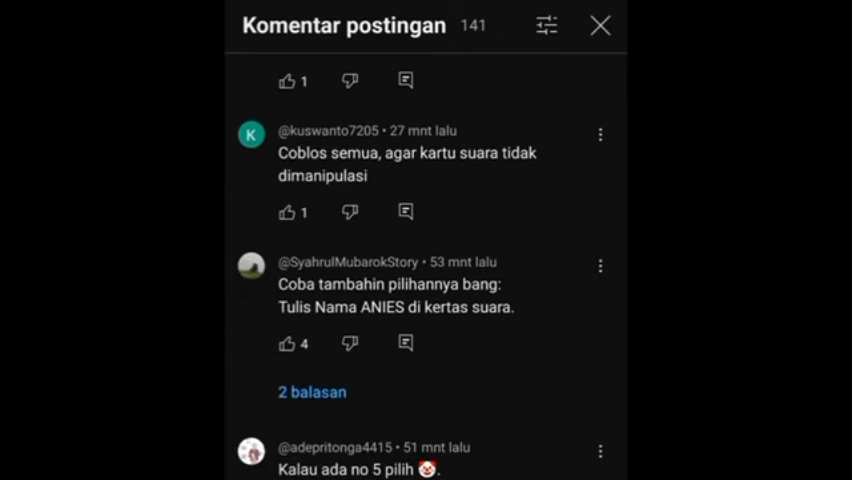 Komentar postingan 141
1
K
@kuswanto7205 • 27 mnt lalu
Coblos semua, agar kartu suara tidak
dimanipulasi
1
@SyahrulMubarokStory • 53 mnt lalu
Coba tambahin pilihannya bang:
Tulis Nama ANIES di kertas suara.
4
2 balasan
@adepritonga4415 • 51 mnt lalu
Kalau ada no 5 pilih 🤡.